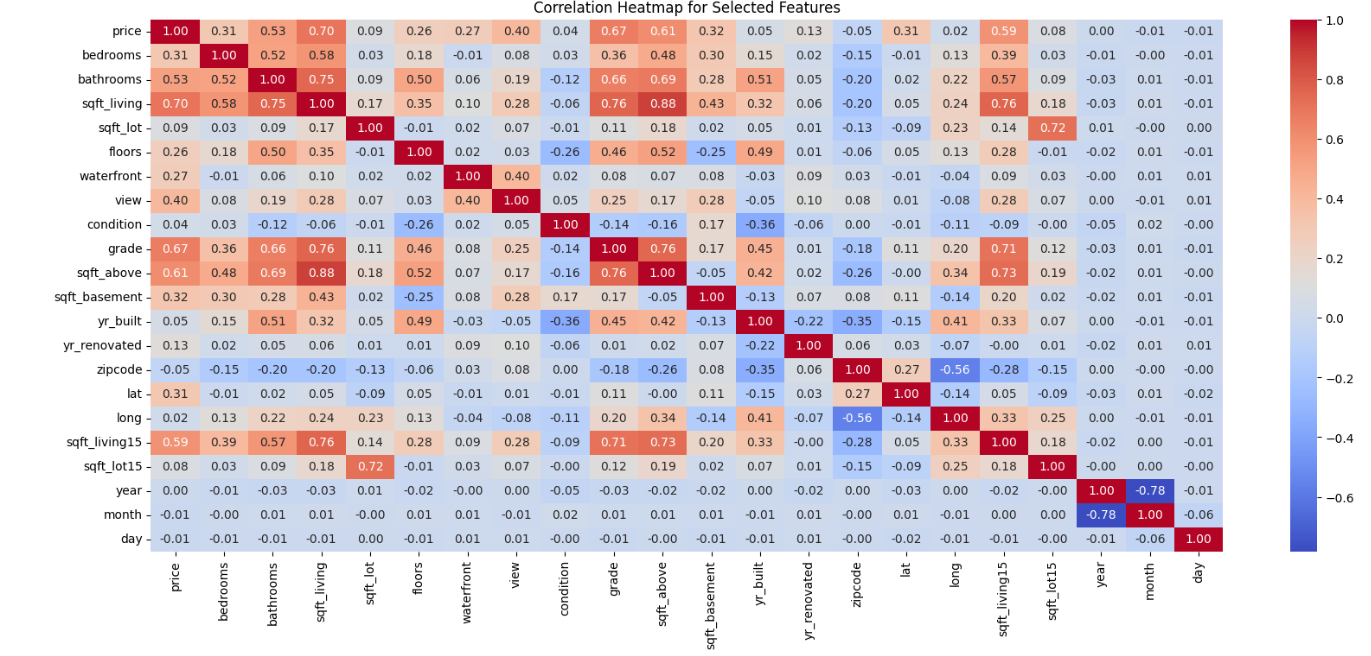 Correlation Heatmap for Selected Features
price 1.00 0.31 0.53 0.70 0.09 0.26 0.27 0.40 0.04 0.67 0.61 0.32 0.05 0.13 -0.05 0.31 0.02 0.59 0.08 0.00 -0.01 -0.01
bedrooms 0.31 1.00 0.52 0.58 0.03 0.18 -0.01 0.08 0.03 0.36 0.48 0.30 0.15 0.02 -0.15 -0.01 0.13 0.39 0.03 -0.01 -0.00 -0.01
bathrooms 0.53 0.52 1.00 0.75 0.09 0.50 0.06 0.19 -0.12 0.66 0.69 0.28 0.51 0.05 -0.20 0.02 0.22 0.57 0.09 -0.03 0.01 -0.01
sqft_living 0.70 0.58 0.75 1.00 0.17 0.35 0.10 0.28 -0.06 0.76 0.88 0.43 0.32 0.06 -0.20 0.05 0.24 0.76 0.18 -0.03 0.01 -0.01
sqft_lot 0.09 0.03 0.09 0.17 1.00 -0.01 0.02 0.07 -0.01 0.11 0.18 0.02 0.05 0.01 -0.13 -0.09 0.23 0.14 0.72 0.01 -0.00 0.00
floors 0.26 0.18 0.50 0.35 -0.01 1.00 0.02 0.03 -0.26 0.46 0.52 -0.25 0.49 0.01 -0.06 0.05 0.13 0.28 -0.01 -0.02 0.01 -0.01
waterfront 0.27 -0.01 0.06 0.10 0.02 0.02 1.00 0.40 0.02 0.08 0.07 0.08 -0.03 0.09 0.03 -0.01 -0.04 0.09 0.03 -0.00 0.01 0.01
view 0.40 0.08 0.19 0.28 0.07 0.03 0.40 1.00 0.05 0.25 0.17 0.28 -0.05 0.10 0.08 0.01 -0.08 0.28 0.07 0.00 -0.01 0.01
condition 0.04 0.03 -0.12 -0.06 -0.01 -0.26 0.02 0.05 1.00 -0.14 -0.16 0.17 -0.36 -0.06 0.00 -0.01 -0.11 -0.09 -0.00 -0.05 0.02 -0.00
grade 0.67 0.36 0.66 0.76 0.11 0.46 0.08 0.25 -0.14 1.00 0.76 0.17 0.45 0.01 -0.18 0.11 0.20 0.71 0.12 -0.03 0.01 -0.01
sqft_above 0.61 0.48 0.69 0.88 0.18 0.52 0.07 0.17 -0.16 0.76 1.00 -0.05 0.42 0.02 -0.26 -0.00 0.34 0.73 0.19 -0.02 0.01 -0.00
sqft_basement 0.32 0.30 0.28 0.43 0.02 -0.25 0.08 0.28 0.17 0.17 -0.05 1.00 -0.13 0.07 0.08 0.11 -0.14 0.20 0.02 -0.02 0.01 -0.01
yr_built 0.05 0.15 0.51 0.32 0.05 0.49 -0.03 -0.05 -0.36 0.45 0.42 -0.13 1.00 -0.22 -0.35 -0.15 0.41 0.33 0.07 0.00 -0.01 -0.01
yr_renovated 0.13 0.02 0.05 0.06 0.01 0.01 0.09 0.10 -0.06 0.01 0.02 0.07 -0.22 1.00 0.06 0.03 -0.07 -0.00 0.01 -0.02 0.01 0.01
zipcode -0.05 -0.15 -0.20 -0.20 -0.13 -0.06 0.03 0.08 0.00 -0.18 -0.26 0.08 -0.35 0.06 1.00 0.27 -0.56 -0.28 -0.15 0.00 -0.00 -0.00
lat 0.31 -0.01 0.02 0.05 -0.09 0.05 -0.01 0.01 -0.01 0.11 -0.00 0.11 -0.15 0.03 0.27 1.00 -0.14 0.05 -0.09 -0.03 0.01 -0.02
long 0.02 0.13 0.22 0.24 0.23 0.13 -0.04 -0.08 -0.11 0.20 0.34 -0.14 0.41 -0.07 -0.56 -0.14 1.00 0.33 0.25 0.00 -0.01 -0.01
sqft_living15 0.59 0.39 0.57 0.76 0.14 0.28 0.09 0.28 -0.09 0.71 0.73 0.20 0.33 -0.00 -0.28 0.05 0.33 1.00 0.18 -0.02 0.00 -0.01
sqft_lot15 0.08 0.03 0.09 0.18 0.72 -0.01 0.03 0.07 -0.00 0.12 0.19 0.02 0.07 0.01 -0.15 -0.09 0.25 0.18 1.00 -0.00 0.00 -0.00
year 0.00 -0.01 -0.03 -0.03 0.01 -0.02 -0.00 0.00 -0.05 -0.03 -0.02 -0.02 0.00 -0.02 0.00 -0.03 0.00 -0.02 -0.00 1.00 -0.78 -0.01
month -0.01 -0.00 0.01 0.01 -0.00 0.01 0.01 -0.01 0.02 0.01 0.01 0.01 -0.01 0.01 -0.00 0.01 -0.01 0.00 0.00 -0.78 1.00 -0.06
day -0.01 -0.01 -0.01 -0.01 0.00 -0.01 0.01 0.01 -0.00 -0.01 -0.00 -0.01 -0.01 0.01 -0.00 -0.02 -0.01 -0.01 -0.00 -0.01 -0.06 1.00
price bedrooms bathrooms sqft_living sqft_lot floors waterfront view condition grade sqft_above sqft_basement yr_built yr_renovated zipcode lat long sqft_living15 sqft_lot15 year month day
1.0
0.8
0.6
0.4
0.2
0.0
−0.2
−0.4
−0.6